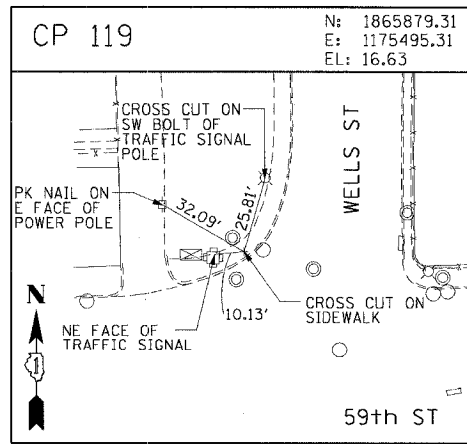 CP 119
N: 1865879.31
E: 1175495.31
EL: 16.63
CROSS CUT ON
SW BOLT OF
TRAFFIC SIGNAL
POLE
WELLS ST
PK NAIL ON
E FACE OF
POWER POLE
32.09'
25.81'
CROSS CUT ON
SIDEWALK
10.13'
NE FACE OF
TRAFFIC SIGNAL
N
1
59th ST